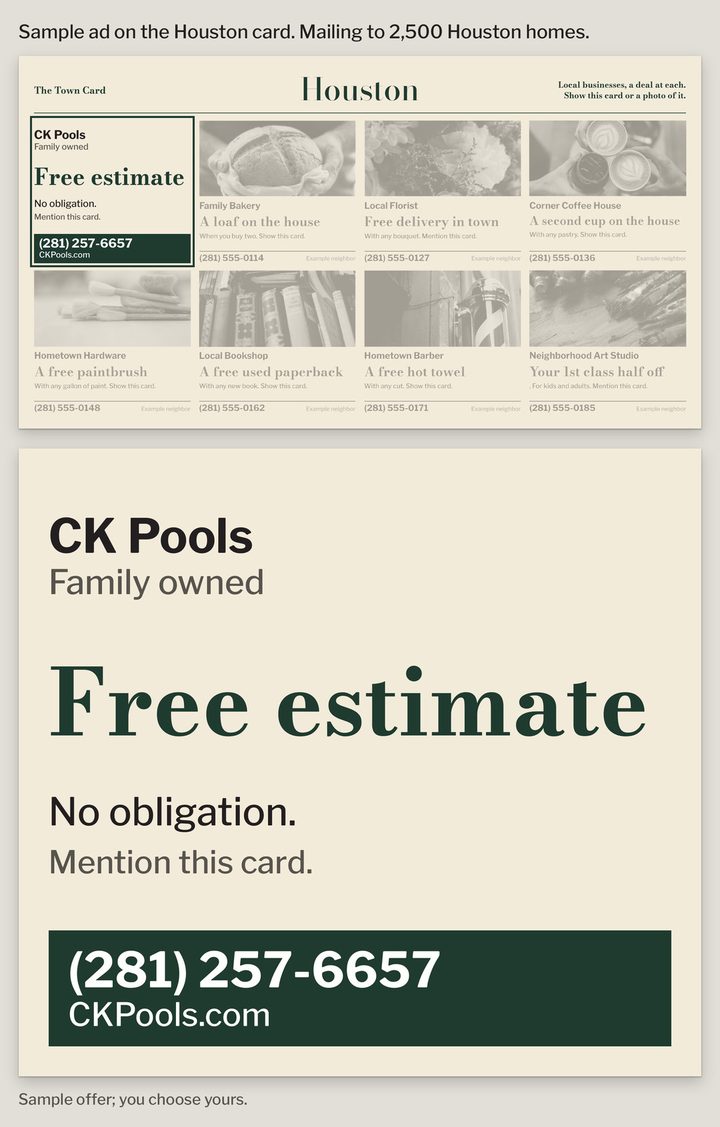 Sample ad on the Houston card. Mailing to 2,500 Houston homes.
The Town Card
Houston
Local businesses, a deal at each.
Show this card or a photo of it.
CK Pools
Family owned
Free estimate
No obligation.
Mention this card.
(281) 257-6657
CKPools.com
Family Bakery
A loaf on the house
When you buy two. Show this card.
(281) 555-0114
Example neighbor
Local Florist
Free delivery in town
With any bouquet. Mention this card.
(281) 555-0127
Example neighbor
Corner Coffee House
A second cup on the house
With any pastry. Show this card.
(281) 555-0136
Example neighbor
Hometown Hardware
A free paintbrush
With any gallon of paint. Show this card.
(281) 555-0148
Example neighbor
Local Bookshop
A free used paperback
With any new book. Show this card.
(281) 555-0162
Example neighbor
Hometown Barber
A free hot towel
With any cut. Show this card.
(281) 555-0171
Example neighbor
Neighborhood Art Studio
Your 1st class half off
For kids and adults. Mention this card.
(281) 555-0185
Example neighbor
CK Pools
Family owned
Free estimate
No obligation.
Mention this card.
(281) 257-6657
CKPools.com
Sample offer; you choose yours.